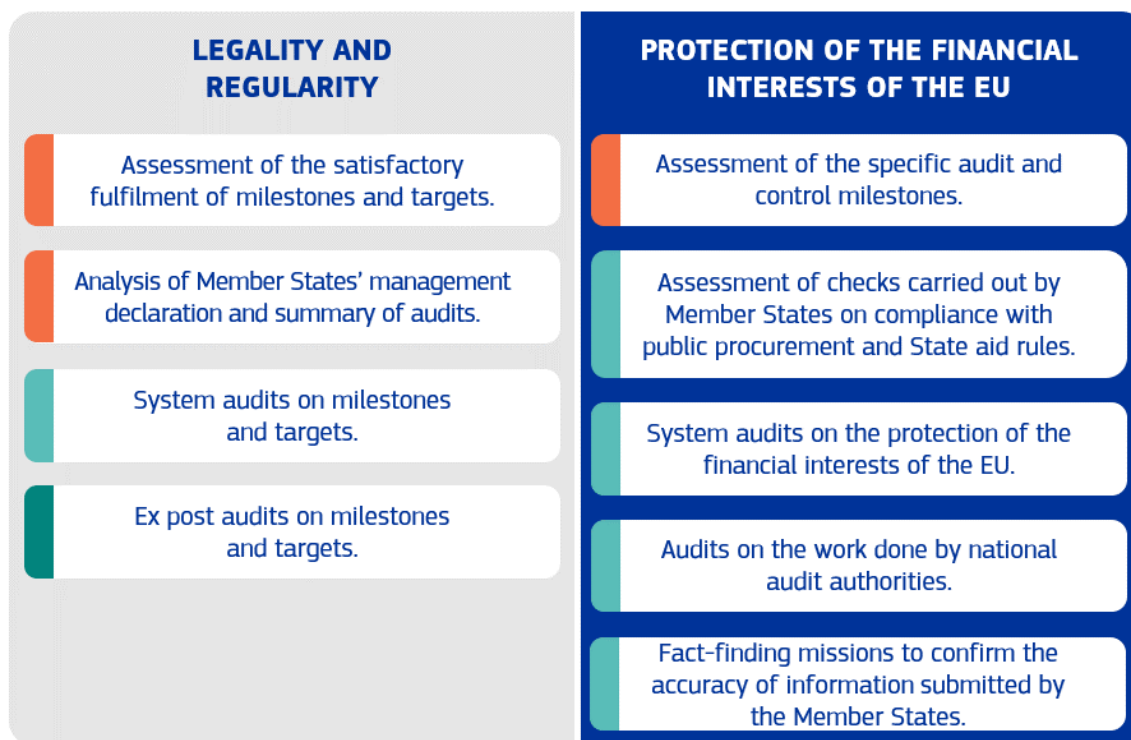 LEGALITY AND
REGULARITY
Assessment of the satisfactory
fulfilment of milestones and targets.
Analysis of Member States’ management
declaration and summary of audits.
System audits on milestones
and targets.
Ex post audits on milestones
and targets.
PROTECTION OF THE FINANCIAL
INTERESTS OF THE EU
Assessment of the specific audit and
control milestones.
Assessment of checks carried out by
Member States on compliance with
public procurement and State aid rules.
System audits on the protection of the
financial interests of the EU.
Audits on the work done by national
audit authorities.
Fact-finding missions to confirm the
accuracy of information submitted by
the Member States.